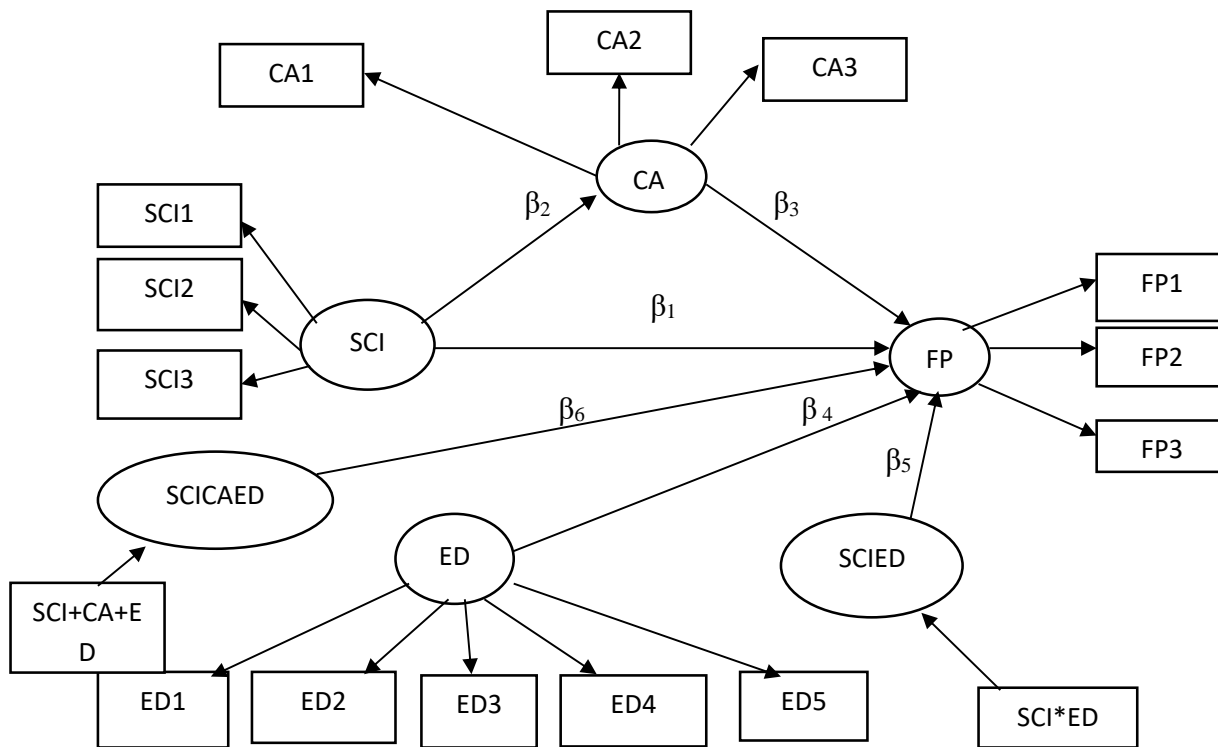 CA2
CA1
CA3
CA
SCI1
β2
β3
SCI2
FP1
β1
SCI
FP
FP2
SCI3
β6
β4
FP3
β5
SCICAED
ED
SCIED
SCI+CA+E
D
ED1
ED2
ED3
ED4
ED5
SCI*ED